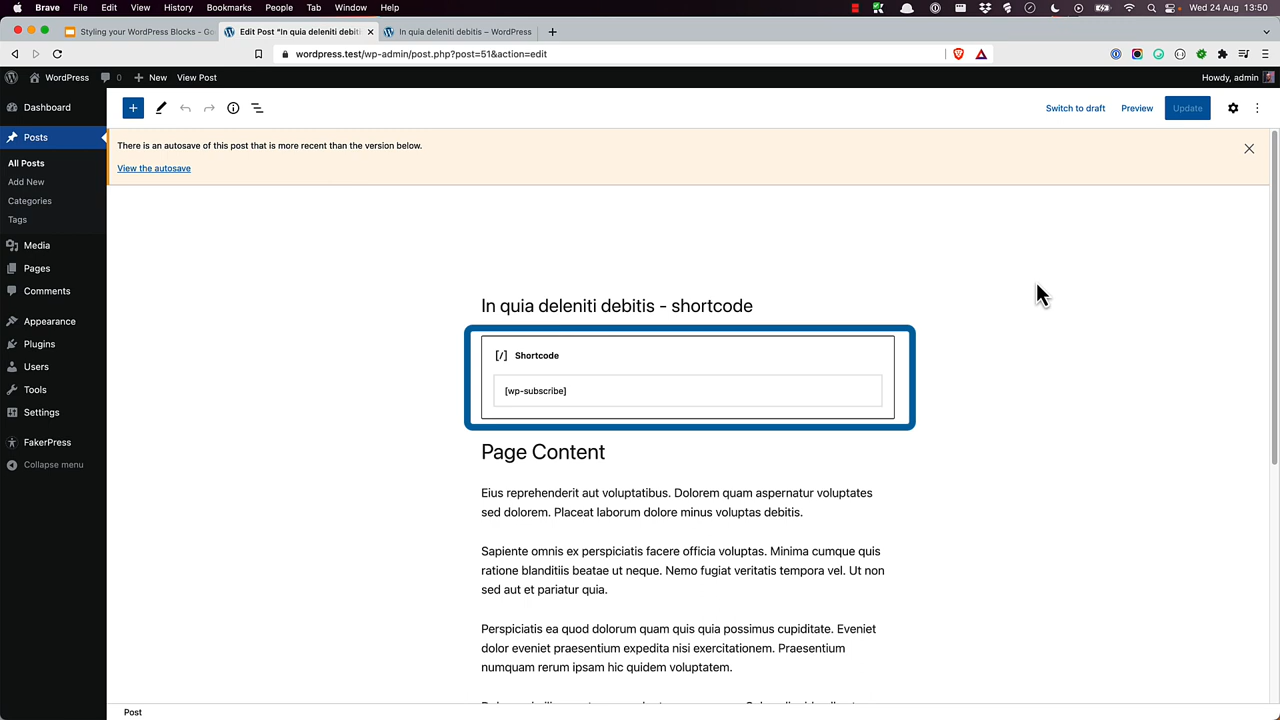 Brave File Edit View History Bookmarks People Tab Window Help Wed 24 Aug 13:50
Styling your WordPress Blocks - Go Edit Post “In quia deleniti debiti In quia deleniti debitis – WordPress
wordpress.test/wp-admin/post.php?post=51&action=edit
WordPress 0 New View Post Howdy, admin
Dashboard
Posts
All Posts
Add New
Categories
Tags
Media
Pages
Comments
Appearance
Plugins
Users
Tools
Settings
FakerPress
Collapse menu
Switch to draft Preview Update
There is an autosave of this post that is more recent than the version below.
View the autosave
In quia deleniti debitis - shortcode
[/] Shortcode
[wp-subscribe]
Page Content
Eius reprehenderit aut voluptatibus. Dolorem quam aspernatur voluptates
sed dolorem. Placeat laborum dolore minus voluptas debitis.
Sapiente omnis ex perspiciatis facere officia voluptas. Minima cumque quis
ratione blanditiis beatae ut neque. Nemo fugiat veritatis tempora vel. Ut non
sed aut et pariatur quia.
Perspiciatis ea quod dolorum quam quis quia possimus cupiditate. Eveniet
dolor eveniet praesentium expedita nisi exercitationem. Praesentium
numquam rerum ipsam hic quidem voluptatem.
Post